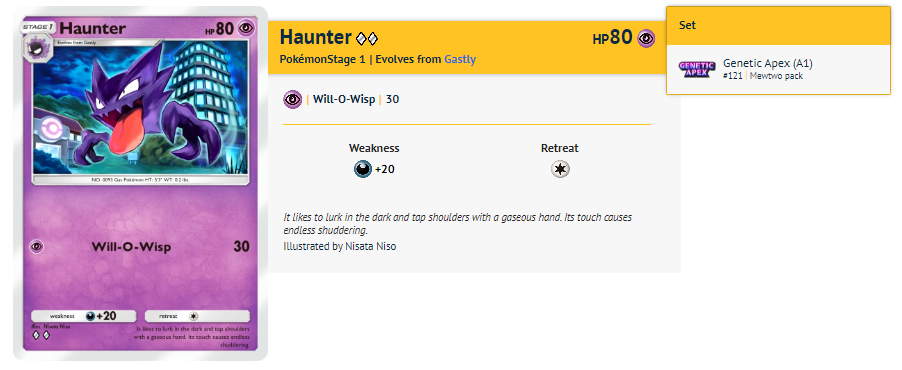 STAGE 1
Haunter
HP 80
Evolves from Gastly
NO. 0093 Gas Pokémon HT: 5'3" WT: 0.2 lbs.
Will-O-Wisp 30
weakness +20 retreat
Illus. Nisata Niso
It likes to lurk in the dark and tap shoulders
with a gaseous hand. Its touch causes endless
shuddering.
Haunter HP 80
PokémonStage 1 | Evolves from Gastly
| Will-O-Wisp | 30
Weakness Retreat
+20
It likes to lurk in the dark and tap shoulders with a gaseous hand. Its touch causes
endless shuddering.
Illustrated by Nisata Niso
Set
GENETIC
APEX
Genetic Apex (A1)
#121 | Mewtwo pack